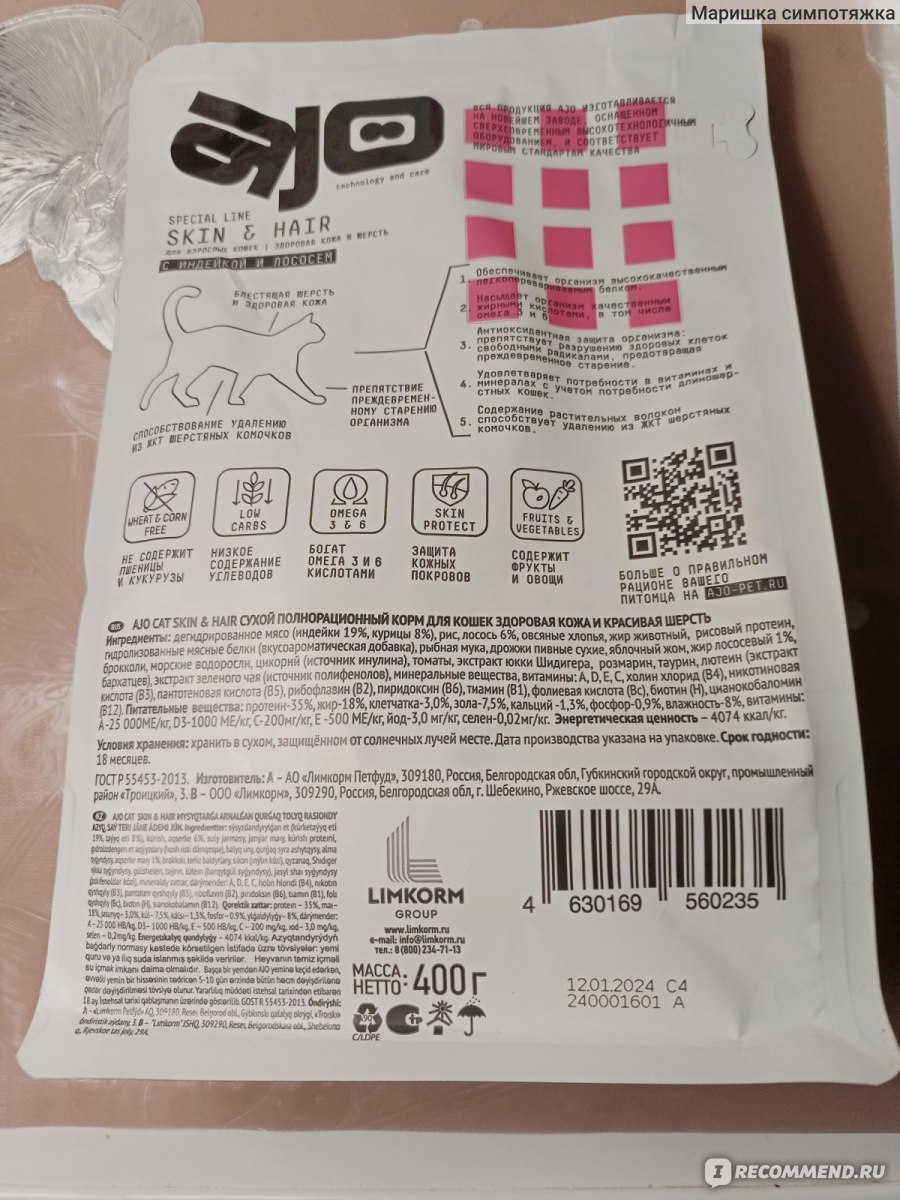 Маришка симпотяжка
ajo
technology and care
ВСЯ ПРОДУКЦИЯ AJO ИЗГОТАВЛИВАЕТСЯ
НА НОВЕЙШЕМ ЗАВОДЕ, ОСНАЩЕННОМ
СВЕРХСОВРЕМЕННЫМ ВЫСОКОТЕХНОЛОГИЧНЫМ
ОБОРУДОВАНИЕМ, И СООТВЕТСТВУЕТ
МИРОВЫМ СТАНДАРТАМ КАЧЕСТВА
SPECIAL LINE
SKIN & HAIR
ДЛЯ ВЗРОСЛЫХ КОШЕК | ЗДОРОВАЯ КОЖА И ШЕРСТЬ
С ИНДЕЙКОЙ И ЛОСОСЕМ
БЛЕСТЯЩАЯ ШЕРСТЬ
И ЗДОРОВАЯ КОЖА
ПРЕПЯТСТВИЕ
ПРЕЖДЕВРЕМЕН-
НОМУ СТАРЕНИЮ
ОРГАНИЗМА
СПОСОБСТВОВАНИЕ УДАЛЕНИЮ
ИЗ ЖКТ ШЕРСТЯНЫХ КОМОЧКОВ
1. Обеспечивает организм высококачественным
легкоперевариваемым белком.
2. Насыщает организм качественными
жирными кислотами, в том числе
омега 3 и 6.
3. Антиоксидантная защита организма:
препятствует разрушению здоровых клеток
свободными радикалами, предотвращая
преждевременное старение.
4. Удовлетваряет потребности в витаминах и
минералах с учетом потребности длиношер-
стных кошек.
5. Содержание растительных волокон
способствует удалению из ЖКТ шерстяных
комочков.
WHEAT & CORN
FREE
НЕ СОДЕРЖИТ
ПШЕНИЦЫ
И КУКУРУЗЫ
LOW
CARBS
НИЗКОЕ
СОДЕРЖАНИЕ
УГЛЕВОДОВ
OMEGA
3 & 6
БОГАТ
ОМЕГА 3 И 6
КИСЛОТАМИ
SKIN
PROTECT
ЗАЩИТА
КОЖНЫХ
ПОКРОВОВ
FRUITS &
VEGETABLES
СОДЕРЖИТ
ФРУКТЫ
И ОВОЩИ
БОЛЬШЕ О ПРАВИЛЬНОМ
РАЦИОНЕ ВАШЕГО
ПИТОМЦА НА AJO-PET.RU
RUS AJO CAT SKIN & HAIR СУХОЙ ПОЛНОРАЦИОННЫЙ КОРМ ДЛЯ КОШЕК ЗДОРОВАЯ КОЖА И КРАСИВАЯ ШЕРСТЬ
Ингредиенты: дегидрированное мясо (индейки 19%, курицы 8%), рис, лосось 6%, овсяные хлопья, жир животный, рисовый протеин,
гидролизованные мясные белки (вкусоароматическая добавка), рыбная мука, дрожжи пивные сухие, яблочный жом, жир лососевый 1%,
брокколи, морские водоросли, цикорий (источник инулина), томаты, экстракт юкки Шидигера, розмарин, таурин, лютеин (экстракт
бархатцев), экстракт зеленого чая (источник полифенолов), минеральные вещества, витамины: A, D, E, C, холин хлорид (B4), никотиновая
кислота (B3), пантотеновая кислота (B5), рибофлавин (B2), пиридоксин (B6), тиамин (B1), фолиевая кислота (Bc), биотин (H), цианокобаломин
(B12). Питательные вещества: протеин-35%, жир-18%, клетчатка-3,0%, зола-7,5%, кальций -1,3%, фосфор-0,9%, влажность-8%, витамины:
А-25 000МЕ/кг, D3-1000 МЕ/кг, С-200мг/кг, Е -500 МЕ/кг, йод-3,0 мг/кг, селен-0,02мг/кг. Энергетическая ценность – 4074 ккал/кг.
Условия хранения: хранить в сухом, защищённом от солнечных лучей месте. Дата производства указана на упаковке. Срок годности:
18 месяцев.
ГОСТ Р 55453-2013. Изготовитель: А – АО «Лимкорм Петфуд», 309180, Россия, Белгородская обл, Губкинский городской округ, промышленный
район «Троицкий», 3. В – ООО «Лимкорм», 309290, Россия, Белгородская обл, г. Шебекино, Ржевское шоссе, 29А.
KZ AJO CAT SKIN & HAIR MYSYQTARǴA ARNALǴAN QURǴAQ TOLYQ RASIONDY
LIMKORM
GROUP
www.limkorm.ru
e-mail: info@limkorm.ru
тел.: 8 (800) 234-71-13
МАССА
НЕТТО: 400 г
90
C/LDPE
4 630169 560235
12.01.2024 C4
240001601 A
IRECOMMEND.RU